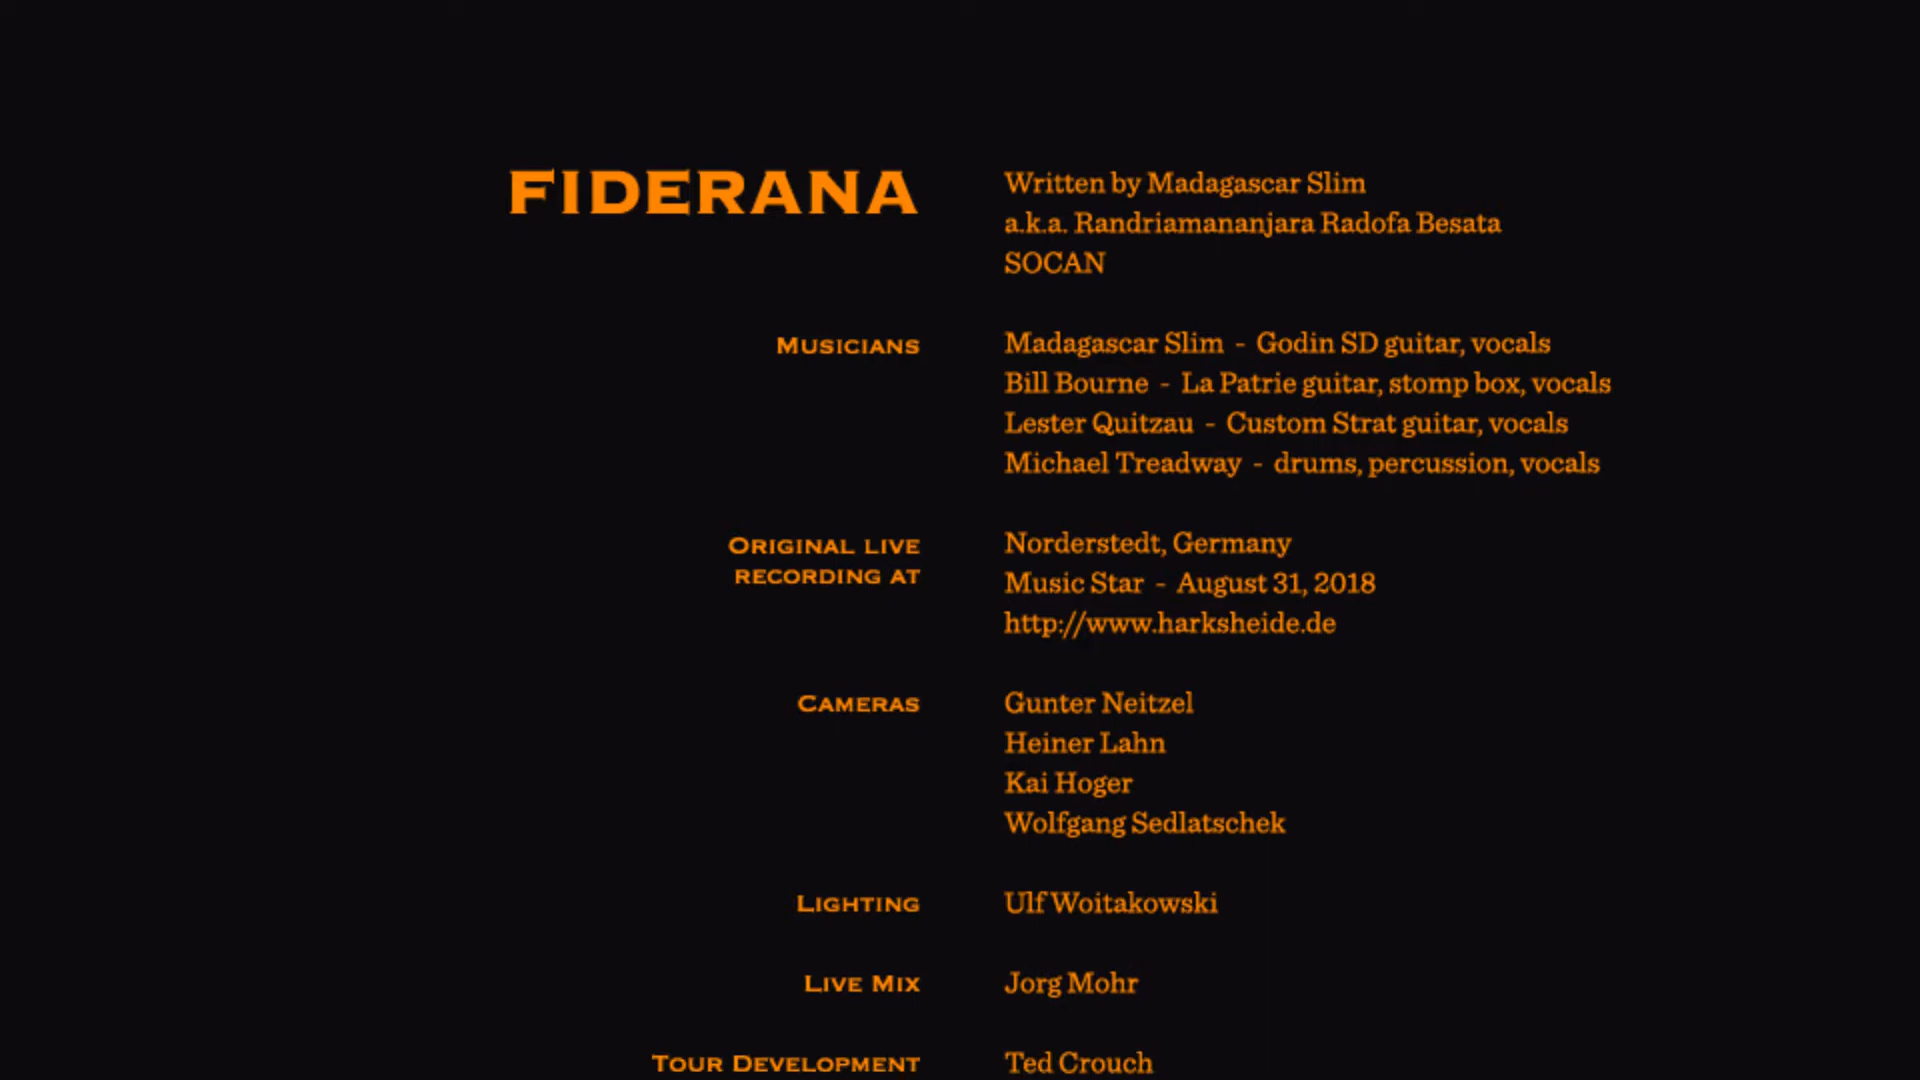 FIDERANA
Written by Madagascar Slim
a.k.a. Randriamananjara Radofa Besata
SOCAN
MUSICIANS
Madagascar Slim - Godin SD guitar, vocals
Bill Bourne - La Patrie guitar, stomp box, vocals
Lester Quitzau - Custom Strat guitar, vocals
Michael Treadway - drums, percussion, vocals
ORIGINAL LIVE
RECORDING AT
Norderstedt, Germany
Music Star - August 31, 2018
http://www.harksheide.de
CAMERAS
Gunter Neitzel
Heiner Lahn
Kai Hoger
Wolfgang Sedlatschek
LIGHTING
Ulf Woitakowski
LIVE MIX
Jorg Mohr
TOUR DEVELOPMENT
Ted Crouch